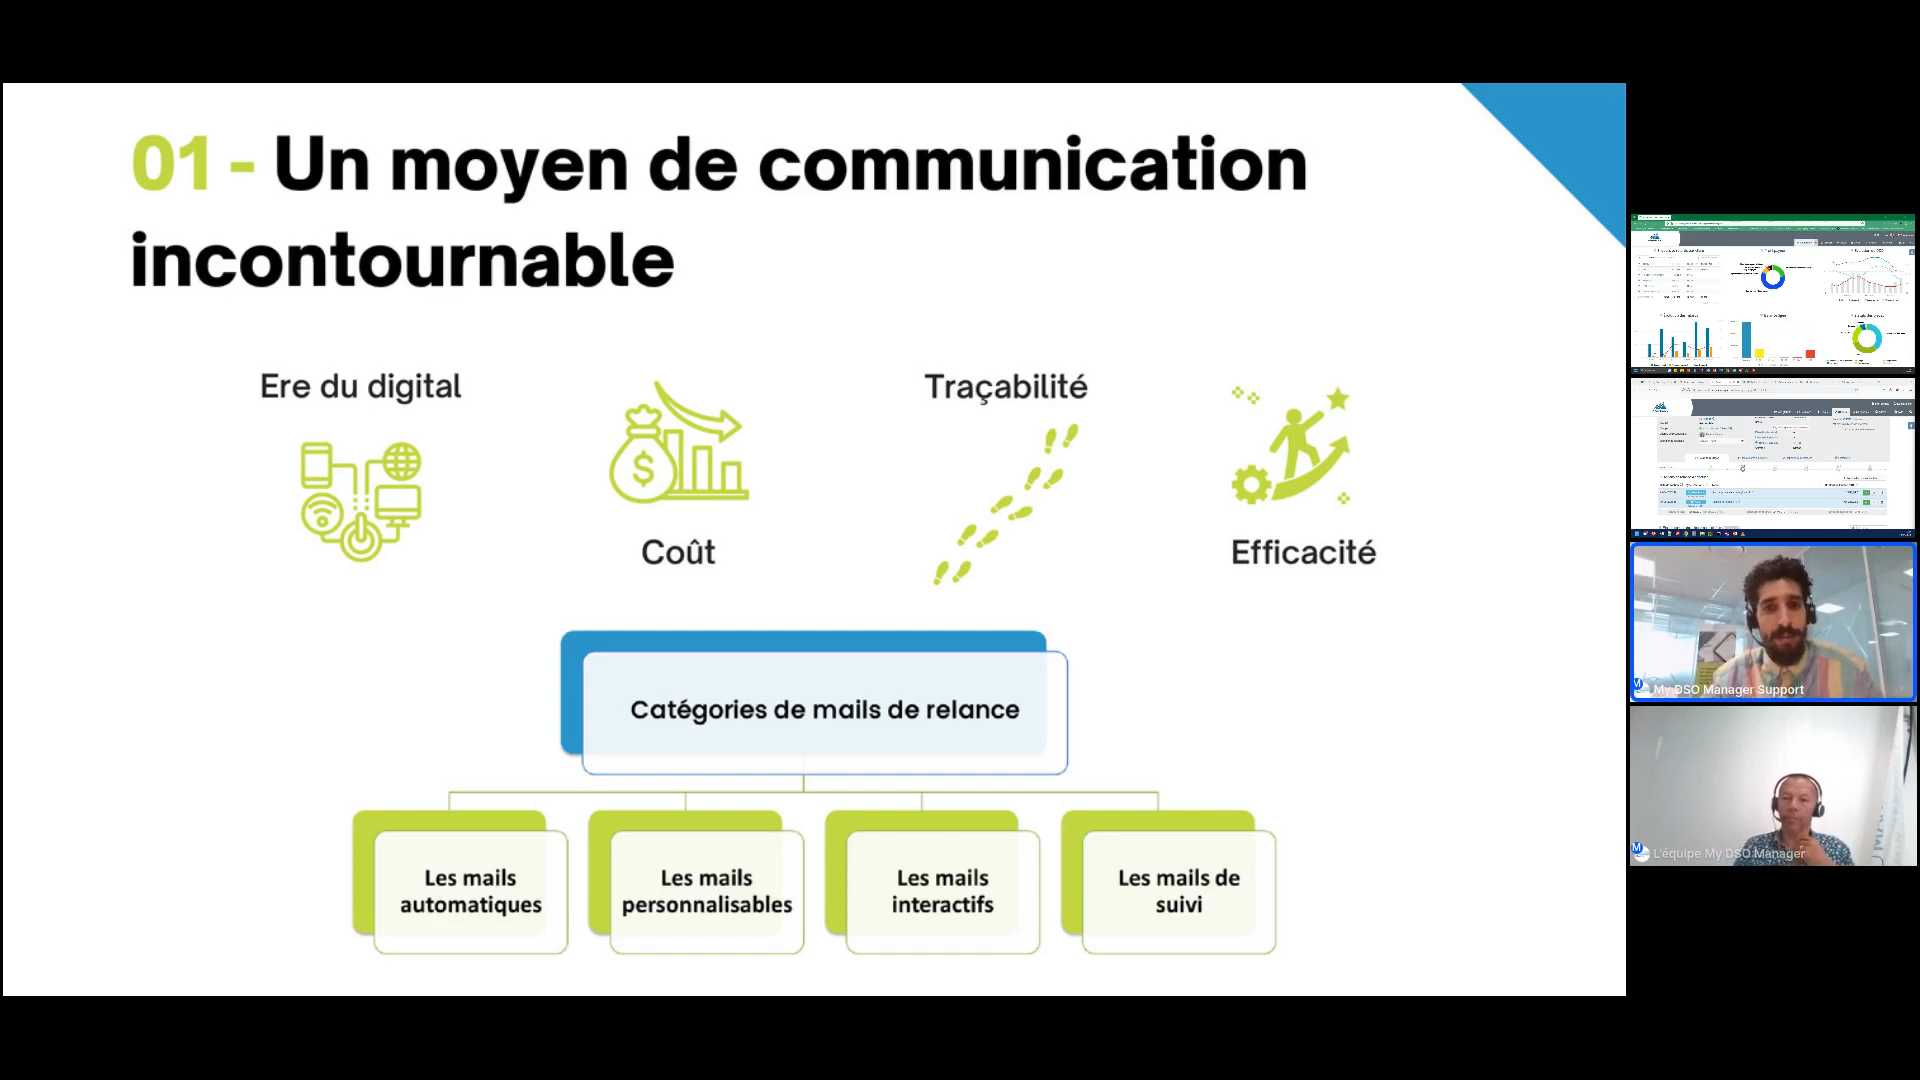 01 - Un moyen de communication
incontournable
Ere du digital
Coût
Traçabilité
Efficacité
Catégories de mails de relance
Les mails
automatiques
Les mails
personnalisables
Les mails
interactifs
Les mails de
suivi
My DSO Manager Support
L'équipe My DSO Manager